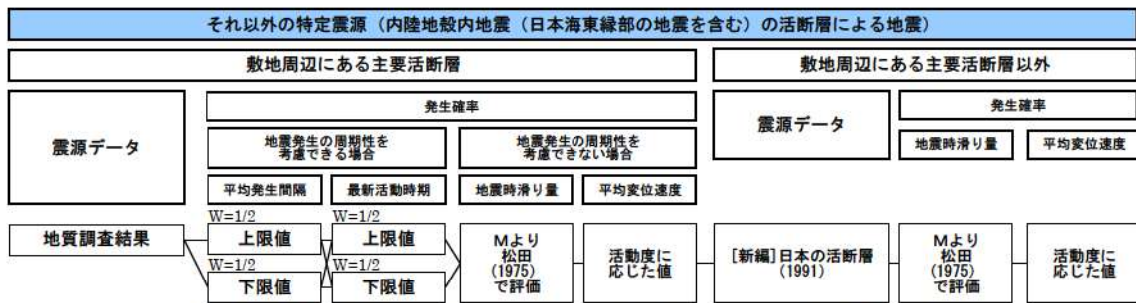 それ以外の特定震源（内陸地殻内地震（日本海東縁部の地震を含む）の活断層による地震）
敷地周辺にある主要活断層
敷地周辺にある主要活断層以外
震源データ
発生確率
地震発生の周期性を
考慮できる場合
地震発生の周期性を
考慮できない場合
平均発生間隔
最新活動時期
地震時滑り量
平均変位速度
震源データ
発生確率
地震時滑り量
平均変位速度
地質調査結果
W=1/2
上限値
W=1/2
下限値
W=1/2
上限値
W=1/2
下限値
Mより
松田
(1975)
で評価
活動度に
応じた値
[新編]日本の活断層
(1991)
Mより
松田
(1975)
で評価
活動度に
応じた値